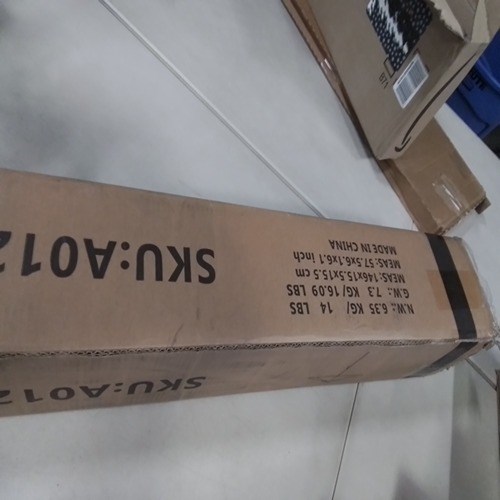 SKU:A012
N.W.: 6.35 KG/ 14 LBS
G.W.: 7.3 KG/ 16.09 LBS
MEAS:146x15.5x15.5 cm
MEAS:57.5x6.1x6.1 inch
MADE IN CHINA
SKU:A012
B71